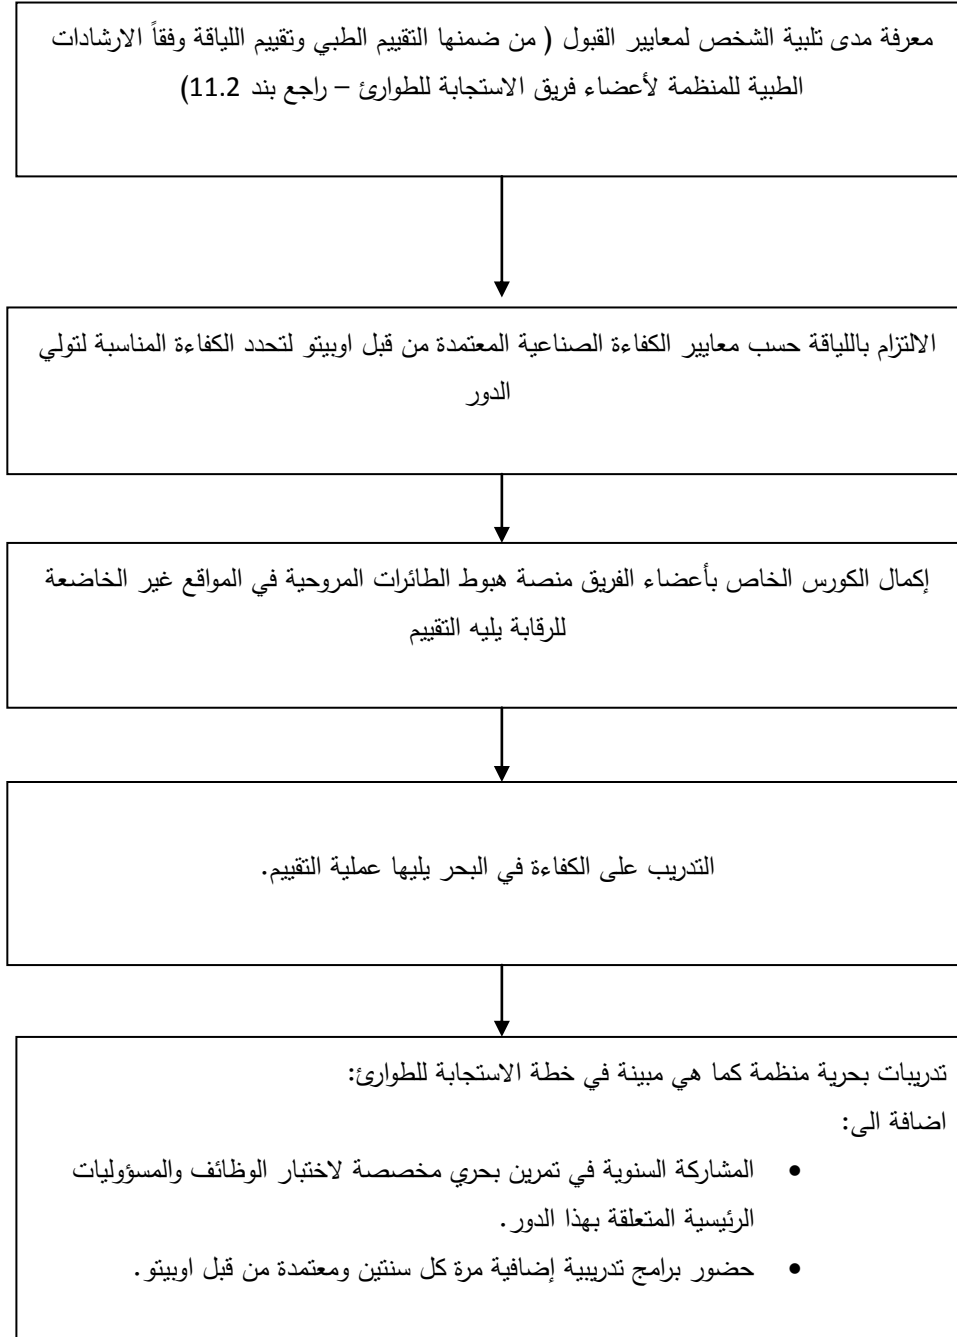 معرفة مدى تلبية الشخص لمعايير القبول ( من ضمنها التقييم الطبي وتقييم اللياقة وفقاً الارشادات
الطبية للمنظمة لأعضاء فريق الاستجابة للطوارئ – راجع بند 11.2)
الالتزام باللياقة حسب معايير الكفاءة الصناعية المعتمدة من قبل اوبيتو لتحدد الكفاءة المناسبة لتولي
الدور
إكمال الكورس الخاص بأعضاء الفريق منصة هبوط الطائرات المروحية في المواقع غير الخاضعة
للرقابة يليه التقييم
التدريب على الكفاءة في البحر يليها عملية التقييم.
تدريبات بحرية منظمة كما هي مبينة في خطة الاستجابة للطوارئ:
اضافة الى:
• المشاركة السنوية في تمرين بحري مخصصة لاختبار الوظائف والمسؤوليات
الرئيسية المتعلقة بهذا الدور.
• حضور برامج تدريبية إضافية مرة كل سنتين ومعتمدة من قبل اوبيتو.